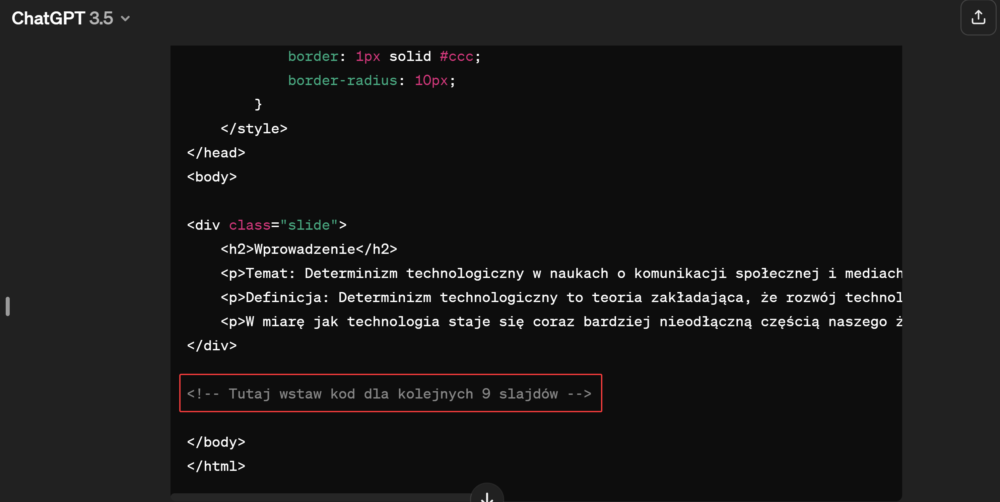 ChatGPT 3.5
border: 1px solid #ccc;
border-radius: 10px;
}
</style>
</head>
<body>
<div class="slide">
<h2>Wprowadzenie</h2>
<p>Temat: Determinizm technologiczny w naukach o komunikacji społecznej i mediach
<p>Definicja: Determinizm technologiczny to teoria zakładająca, że rozwój technol
<p>W miarę jak technologia staje się coraz bardziej nieodłączną częścią naszego ż
</div>
<!-- Tutaj wstaw kod dla kolejnych 9 slajdów -->
</body>
</html>